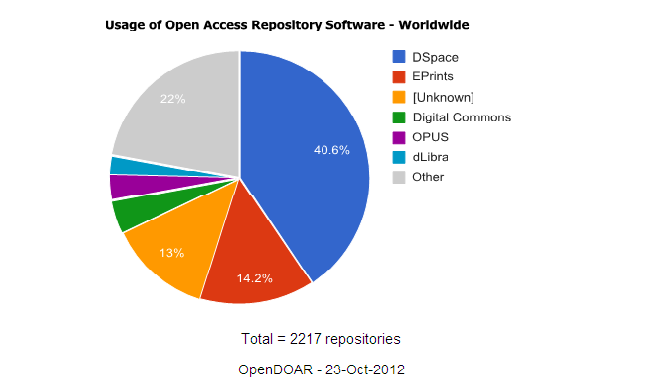 Usage of Open Access Repository Software - Worldwide
DSpace
EPrints
[Unknown]
Digital Commons
OPUS
dLibra
Other
22%
40.6%
13%
14.2%
Total = 2217 repositories
OpenDOAR - 23-Oct-2012